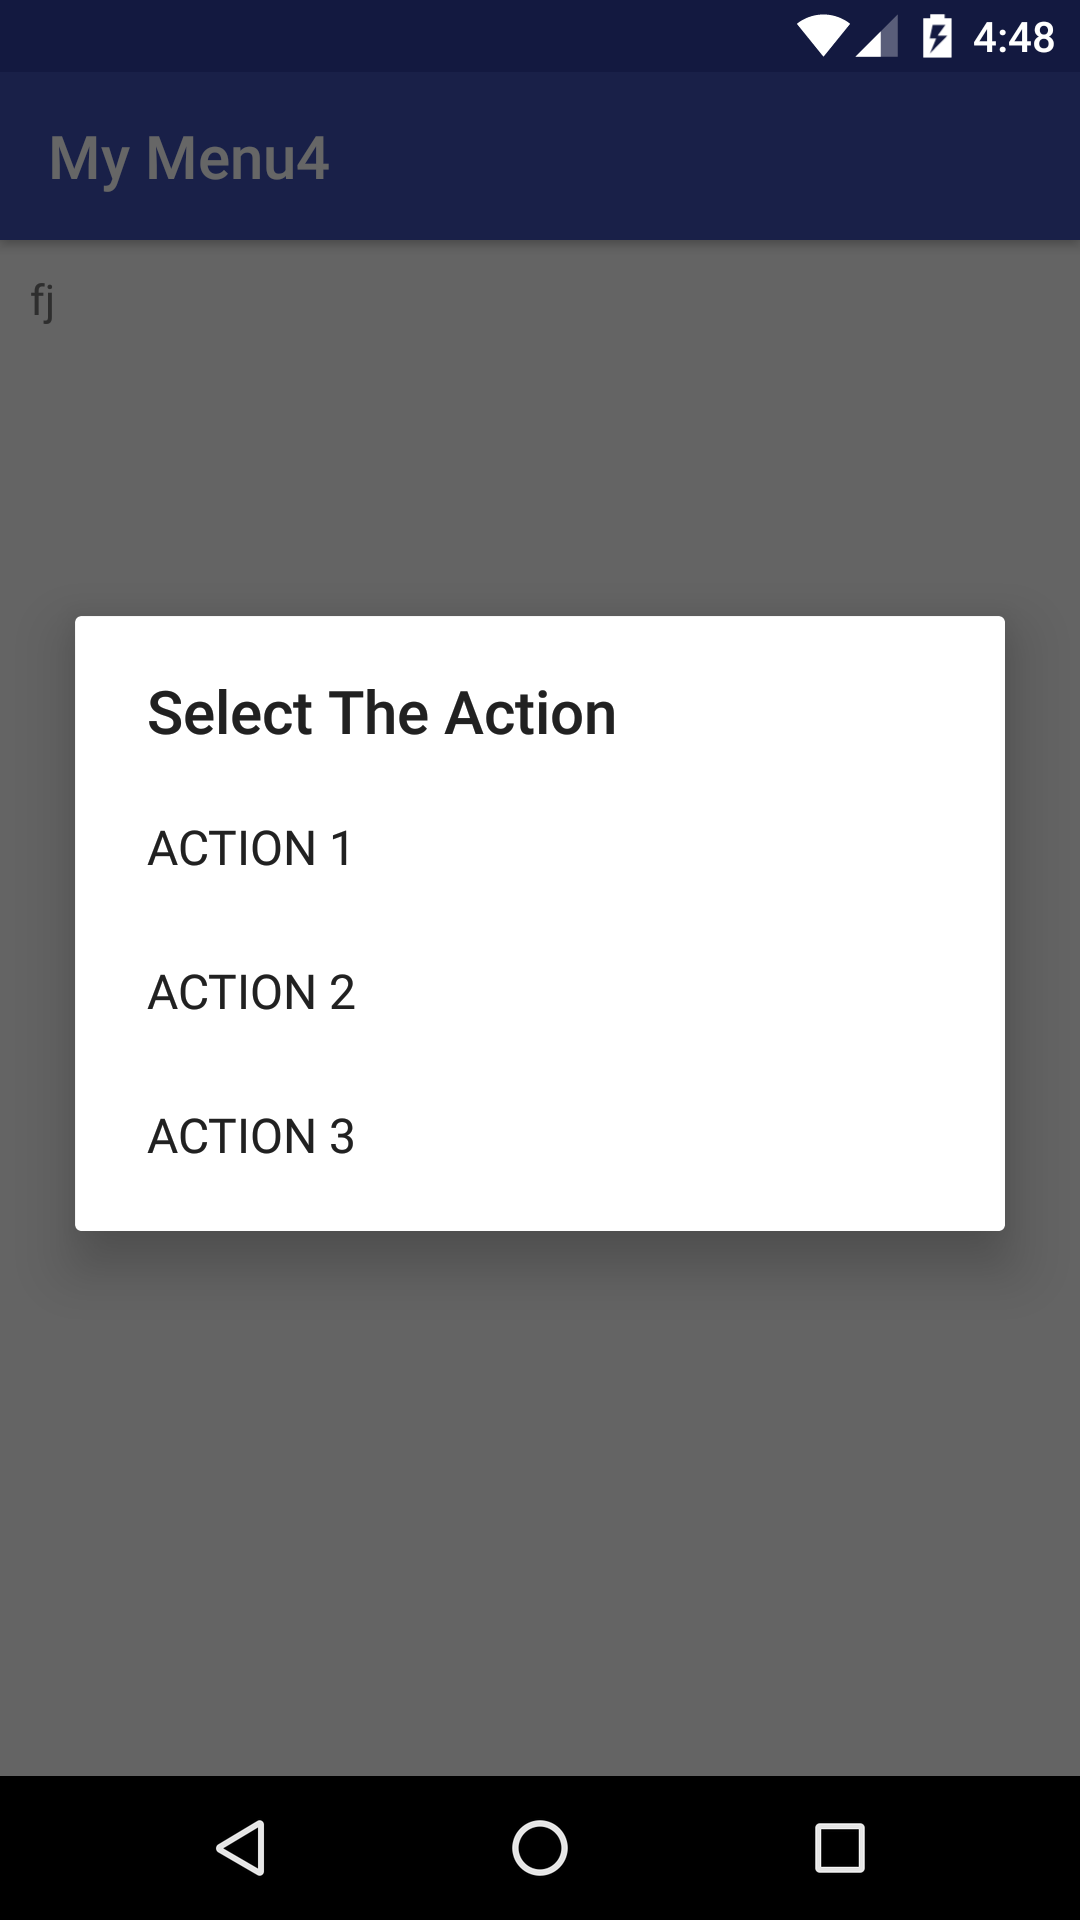 4:48
My Menu4
fj
Select The Action
ACTION 1
ACTION 2
ACTION 3